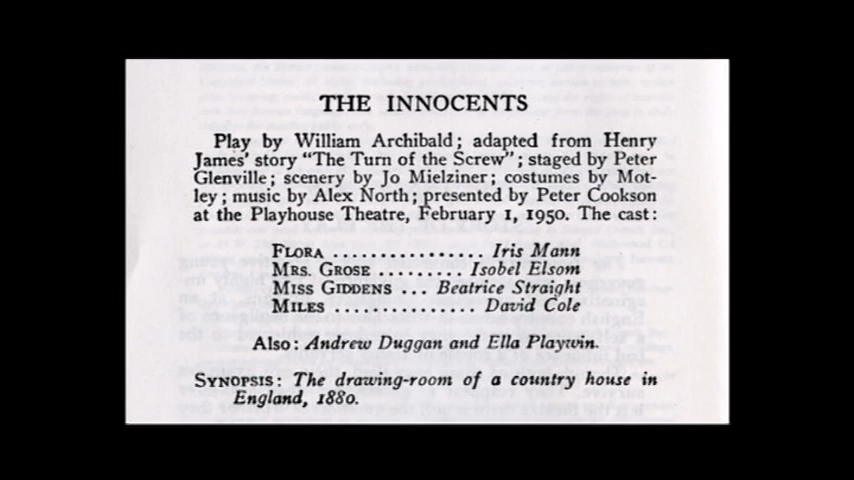 THE INNOCENTS
Play by William Archibald; adapted from Henry
James' story "The Turn of the Screw"; staged by Peter
Glenville; scenery by Jo Mielziner; costumes by Mot-
ley; music by Alex North; presented by Peter Cookson
at the Playhouse Theatre, February 1, 1950. The cast:
FLORA ................ Iris Mann
MRS. GROSE ......... Isobel Elsom
MISS GIDDENS ... Beatrice Straight
MILES ............... David Cole
Also: Andrew Duggan and Ella Playwin.
SYNOPSIS: The drawing-room of a country house in
England, 1880.